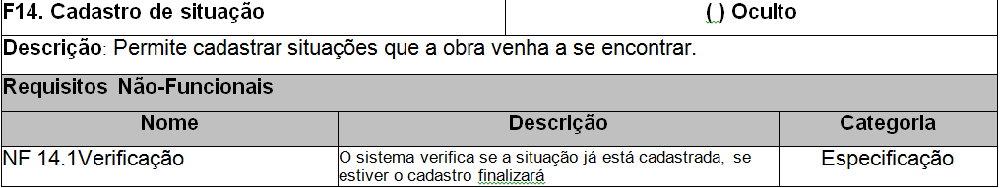 F14. Cadastro de situação ( ) Oculto
Descrição: Permite cadastrar situações que a obra venha a se encontrar.
Requisitos Não-Funcionais
Nome Descrição Categoria
NF 14.1Verificação O sistema verifica se a situação já está cadastrada, se Especificação
estiver o cadastro finalizará